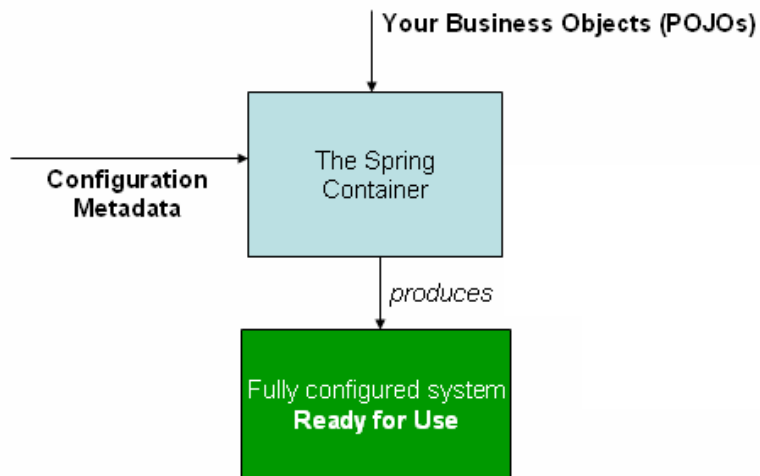 Your Business Objects (POJOs)
The Spring
Container
Configuration
Metadata
produces
Fully configured system
Ready for Use